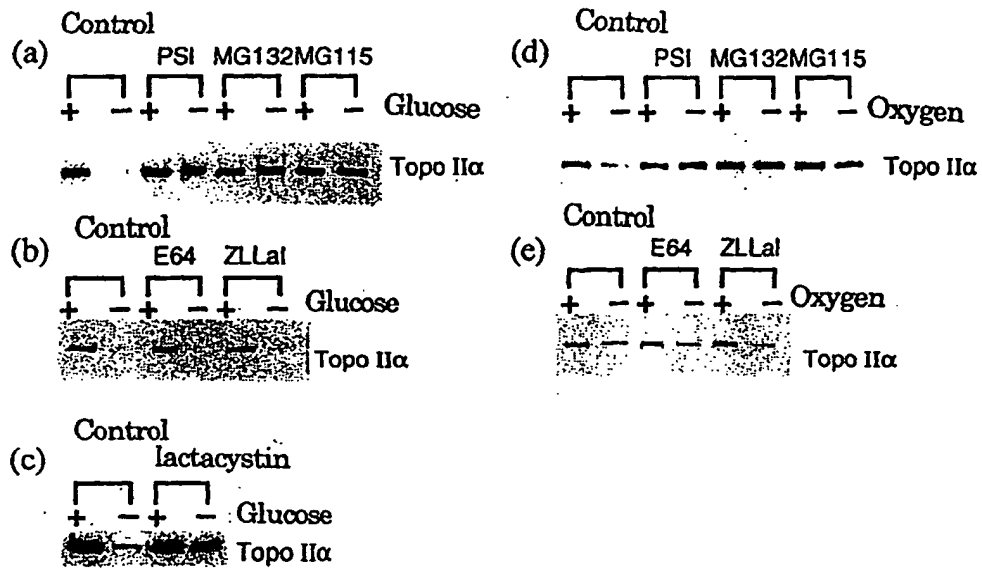 Control
(a) PSI MG132MG115
+ − + − + − + − Glucose
Topo IIα
Control
(b) E64 ZLLal
+ − + − + − Glucose
Topo IIα
Control
(c) lactacystin
+ − + − Glucose
Topo IIα
Control
(d) PSI MG132MG115
+ − + − + − + − Oxygen
Topo IIα
Control
(e) E64 ZLLal
+ − + − + − Oxygen
Topo IIα